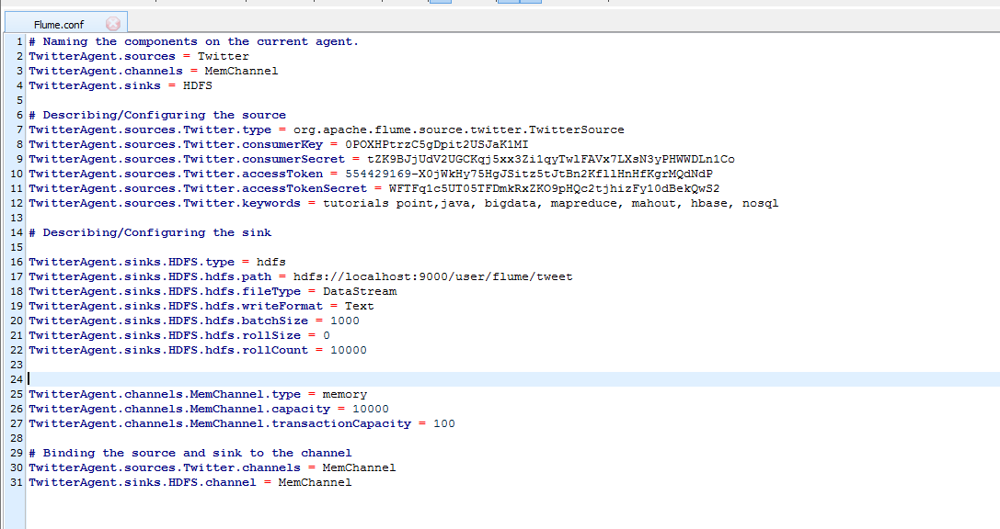 Flume.conf
1 # Naming the components on the current agent.
2 TwitterAgent.sources = Twitter
3 TwitterAgent.channels = MemChannel
4 TwitterAgent.sinks = HDFS
5
6 # Describing/Configuring the source
7 TwitterAgent.sources.Twitter.type = org.apache.flume.source.twitter.TwitterSource
8 TwitterAgent.sources.Twitter.consumerKey = 0POXHPtrzC5gDpit2USJaK1MI
9 TwitterAgent.sources.Twitter.consumerSecret = tZK9BJjUdV2UGCKqj5xx3Zi1qyTwlFAVx7LXsN3yPHWWDLn1Co
10 TwitterAgent.sources.Twitter.accessToken = 554429169-X0jWkHy75HgJSitz5tJtBn2KfllHnHfKgrMQdNdP
11 TwitterAgent.sources.Twitter.accessTokenSecret = WFTFq1c5UT05TFDmkRxZKO9pHQc2tjhizFy10dBekQwS2
12 TwitterAgent.sources.Twitter.keywords = tutorials point,java, bigdata, mapreduce, mahout, hbase, nosql
13
14 # Describing/Configuring the sink
15
16 TwitterAgent.sinks.HDFS.type = hdfs
17 TwitterAgent.sinks.HDFS.hdfs.path = hdfs://localhost:9000/user/flume/tweet
18 TwitterAgent.sinks.HDFS.hdfs.fileType = DataStream
19 TwitterAgent.sinks.HDFS.hdfs.writeFormat = Text
20 TwitterAgent.sinks.HDFS.hdfs.batchSize = 1000
21 TwitterAgent.sinks.HDFS.hdfs.rollSize = 0
22 TwitterAgent.sinks.HDFS.hdfs.rollCount = 10000
23
24
25 TwitterAgent.channels.MemChannel.type = memory
26 TwitterAgent.channels.MemChannel.capacity = 10000
27 TwitterAgent.channels.MemChannel.transactionCapacity = 100
28
29 # Binding the source and sink to the channel
30 TwitterAgent.sources.Twitter.channels = MemChannel
31 TwitterAgent.sinks.HDFS.channel = MemChannel